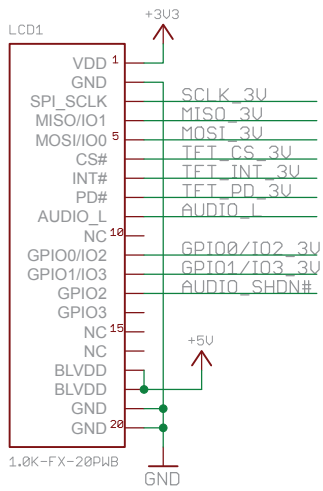 +3V3
LCD1
VDD 1
GND
SPI_SCLK SCLK_3V
MISO/IO1 MISO_3V
MOSI/IO0 5 MOSI_3V
CS# TFT_CS_3V
INT# TFT_INT_3V
PD# TFT_PD_3V
AUDIO_L AUDIO_L
NC 10
GPIO0/IO2 GPIO0/IO2_3V
GPIO1/IO3 GPIO1/IO3_3V
GPIO2 AUDIO_SHDN#
GPIO3
NC 15
NC
+5V
BLVDD
BLVDD
GND
GND 20
1.0K-FX-20PWB
GND